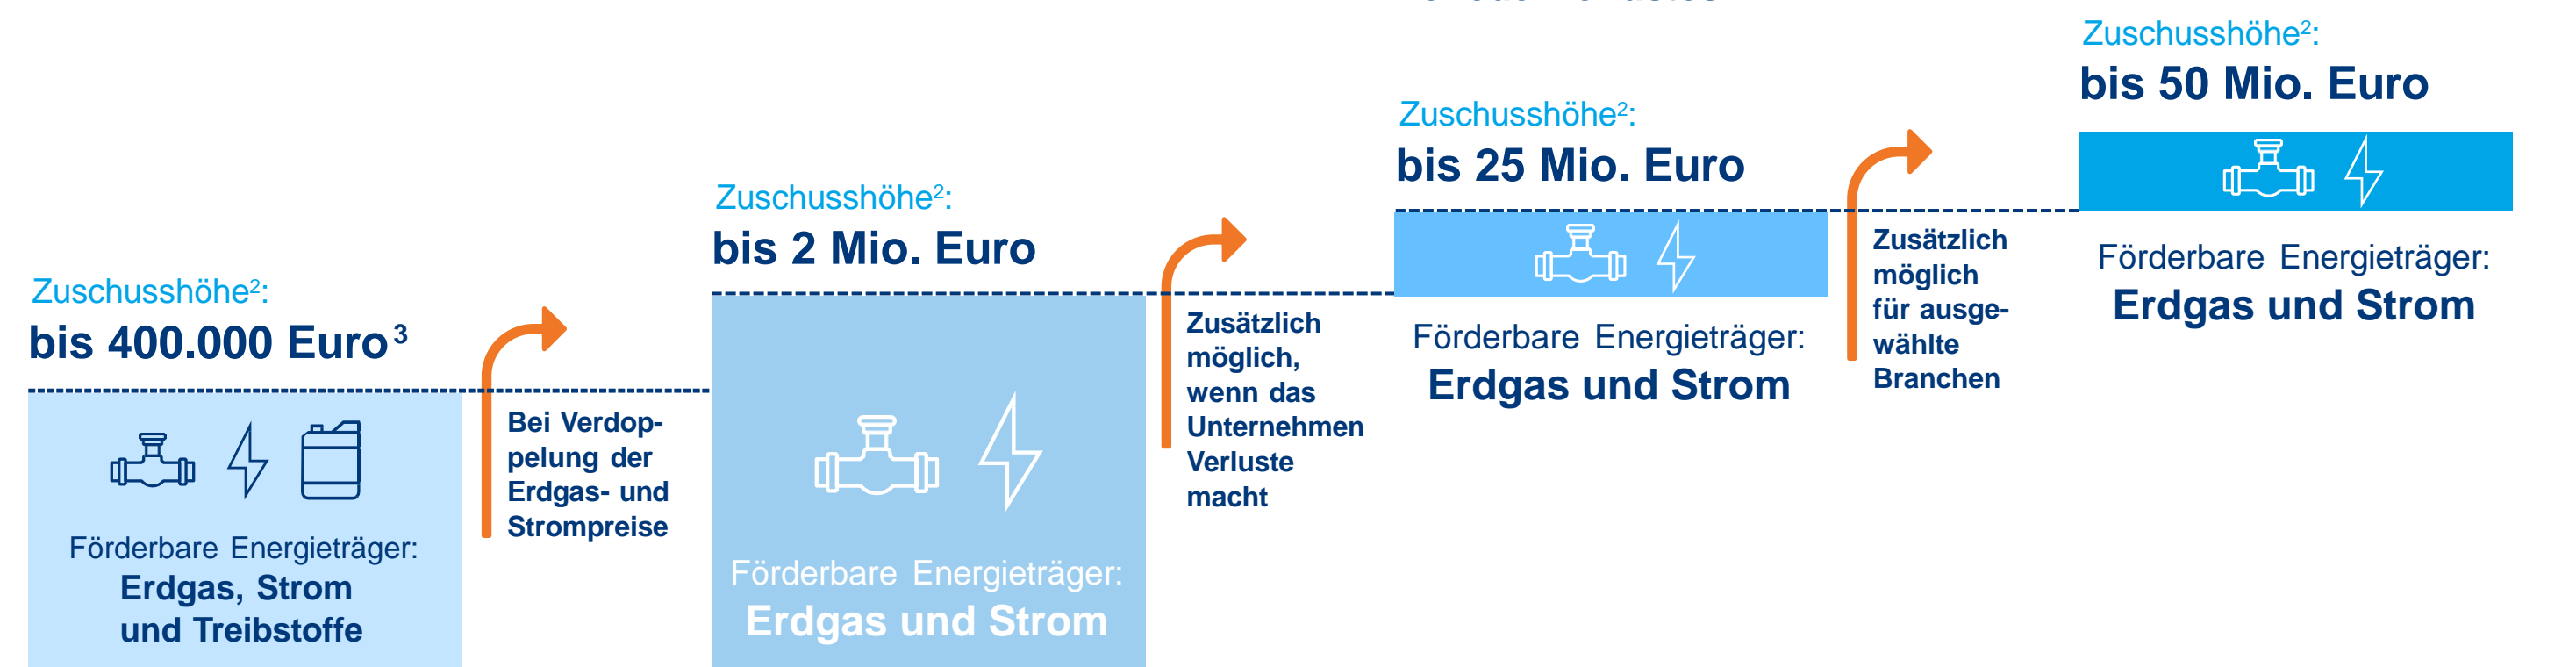 Zuschusshöhe²:
bis 400.000 Euro³
Förderbare Energieträger:
Erdgas, Strom
und Treibstoffe
Bei Verdop-
pelung der
Erdgas- und
Strompreise
Zuschusshöhe²:
bis 2 Mio. Euro
Förderbare Energieträger:
Erdgas und Strom
Zusätzlich
möglich,
wenn das
Unternehmen
Verluste
macht
Zuschusshöhe²:
bis 25 Mio. Euro
Förderbare Energieträger:
Erdgas und Strom
Zusätzlich
möglich
für ausge-
wählte
Branchen
Zuschusshöhe²:
bis 50 Mio. Euro
Förderbare Energieträger:
Erdgas und Strom